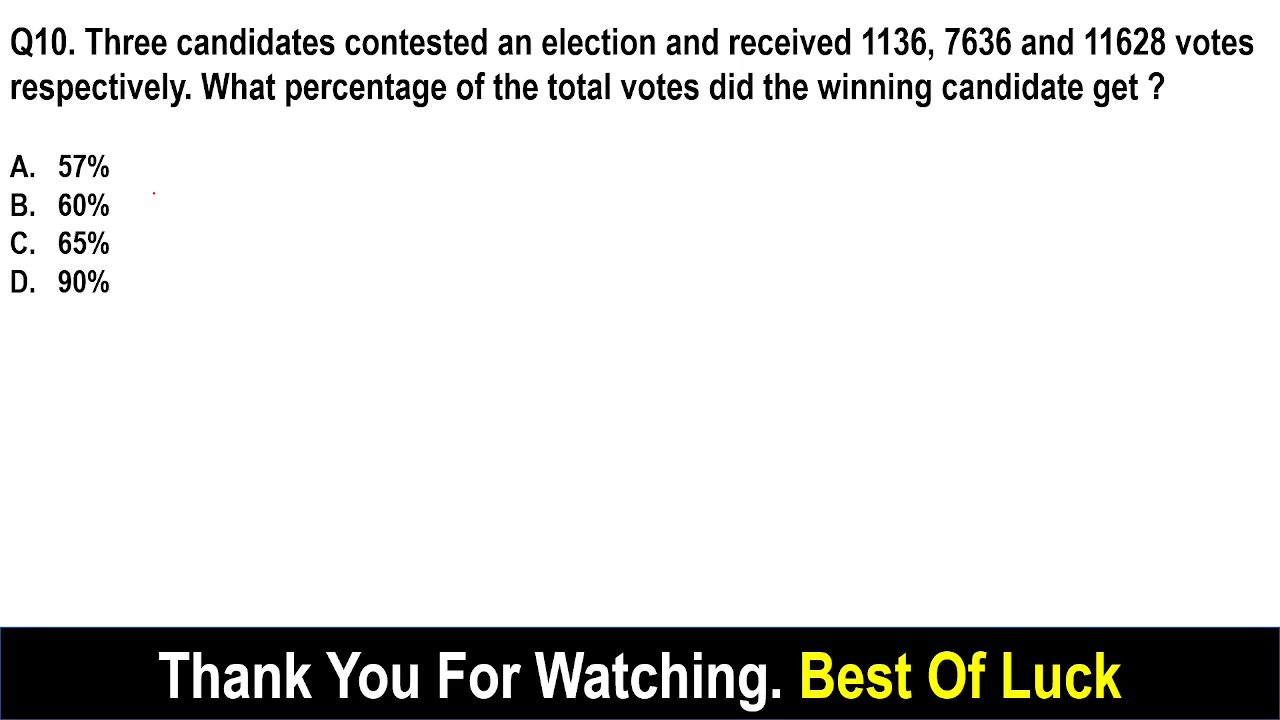 Q10. Three candidates contested an election and received 1136, 7636 and 11628 votes
respectively. What percentage of the total votes did the winning candidate get ?
A. 57%
B. 60%
C. 65%
D. 90%
Thank You For Watching. Best Of Luck